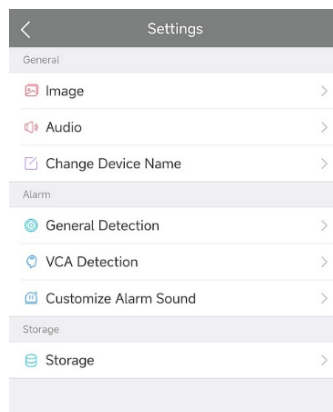 Settings
General
Image
Audio
Change Device Name
Alarm
General Detection
VCA Detection
Customize Alarm Sound
Storage
Storage